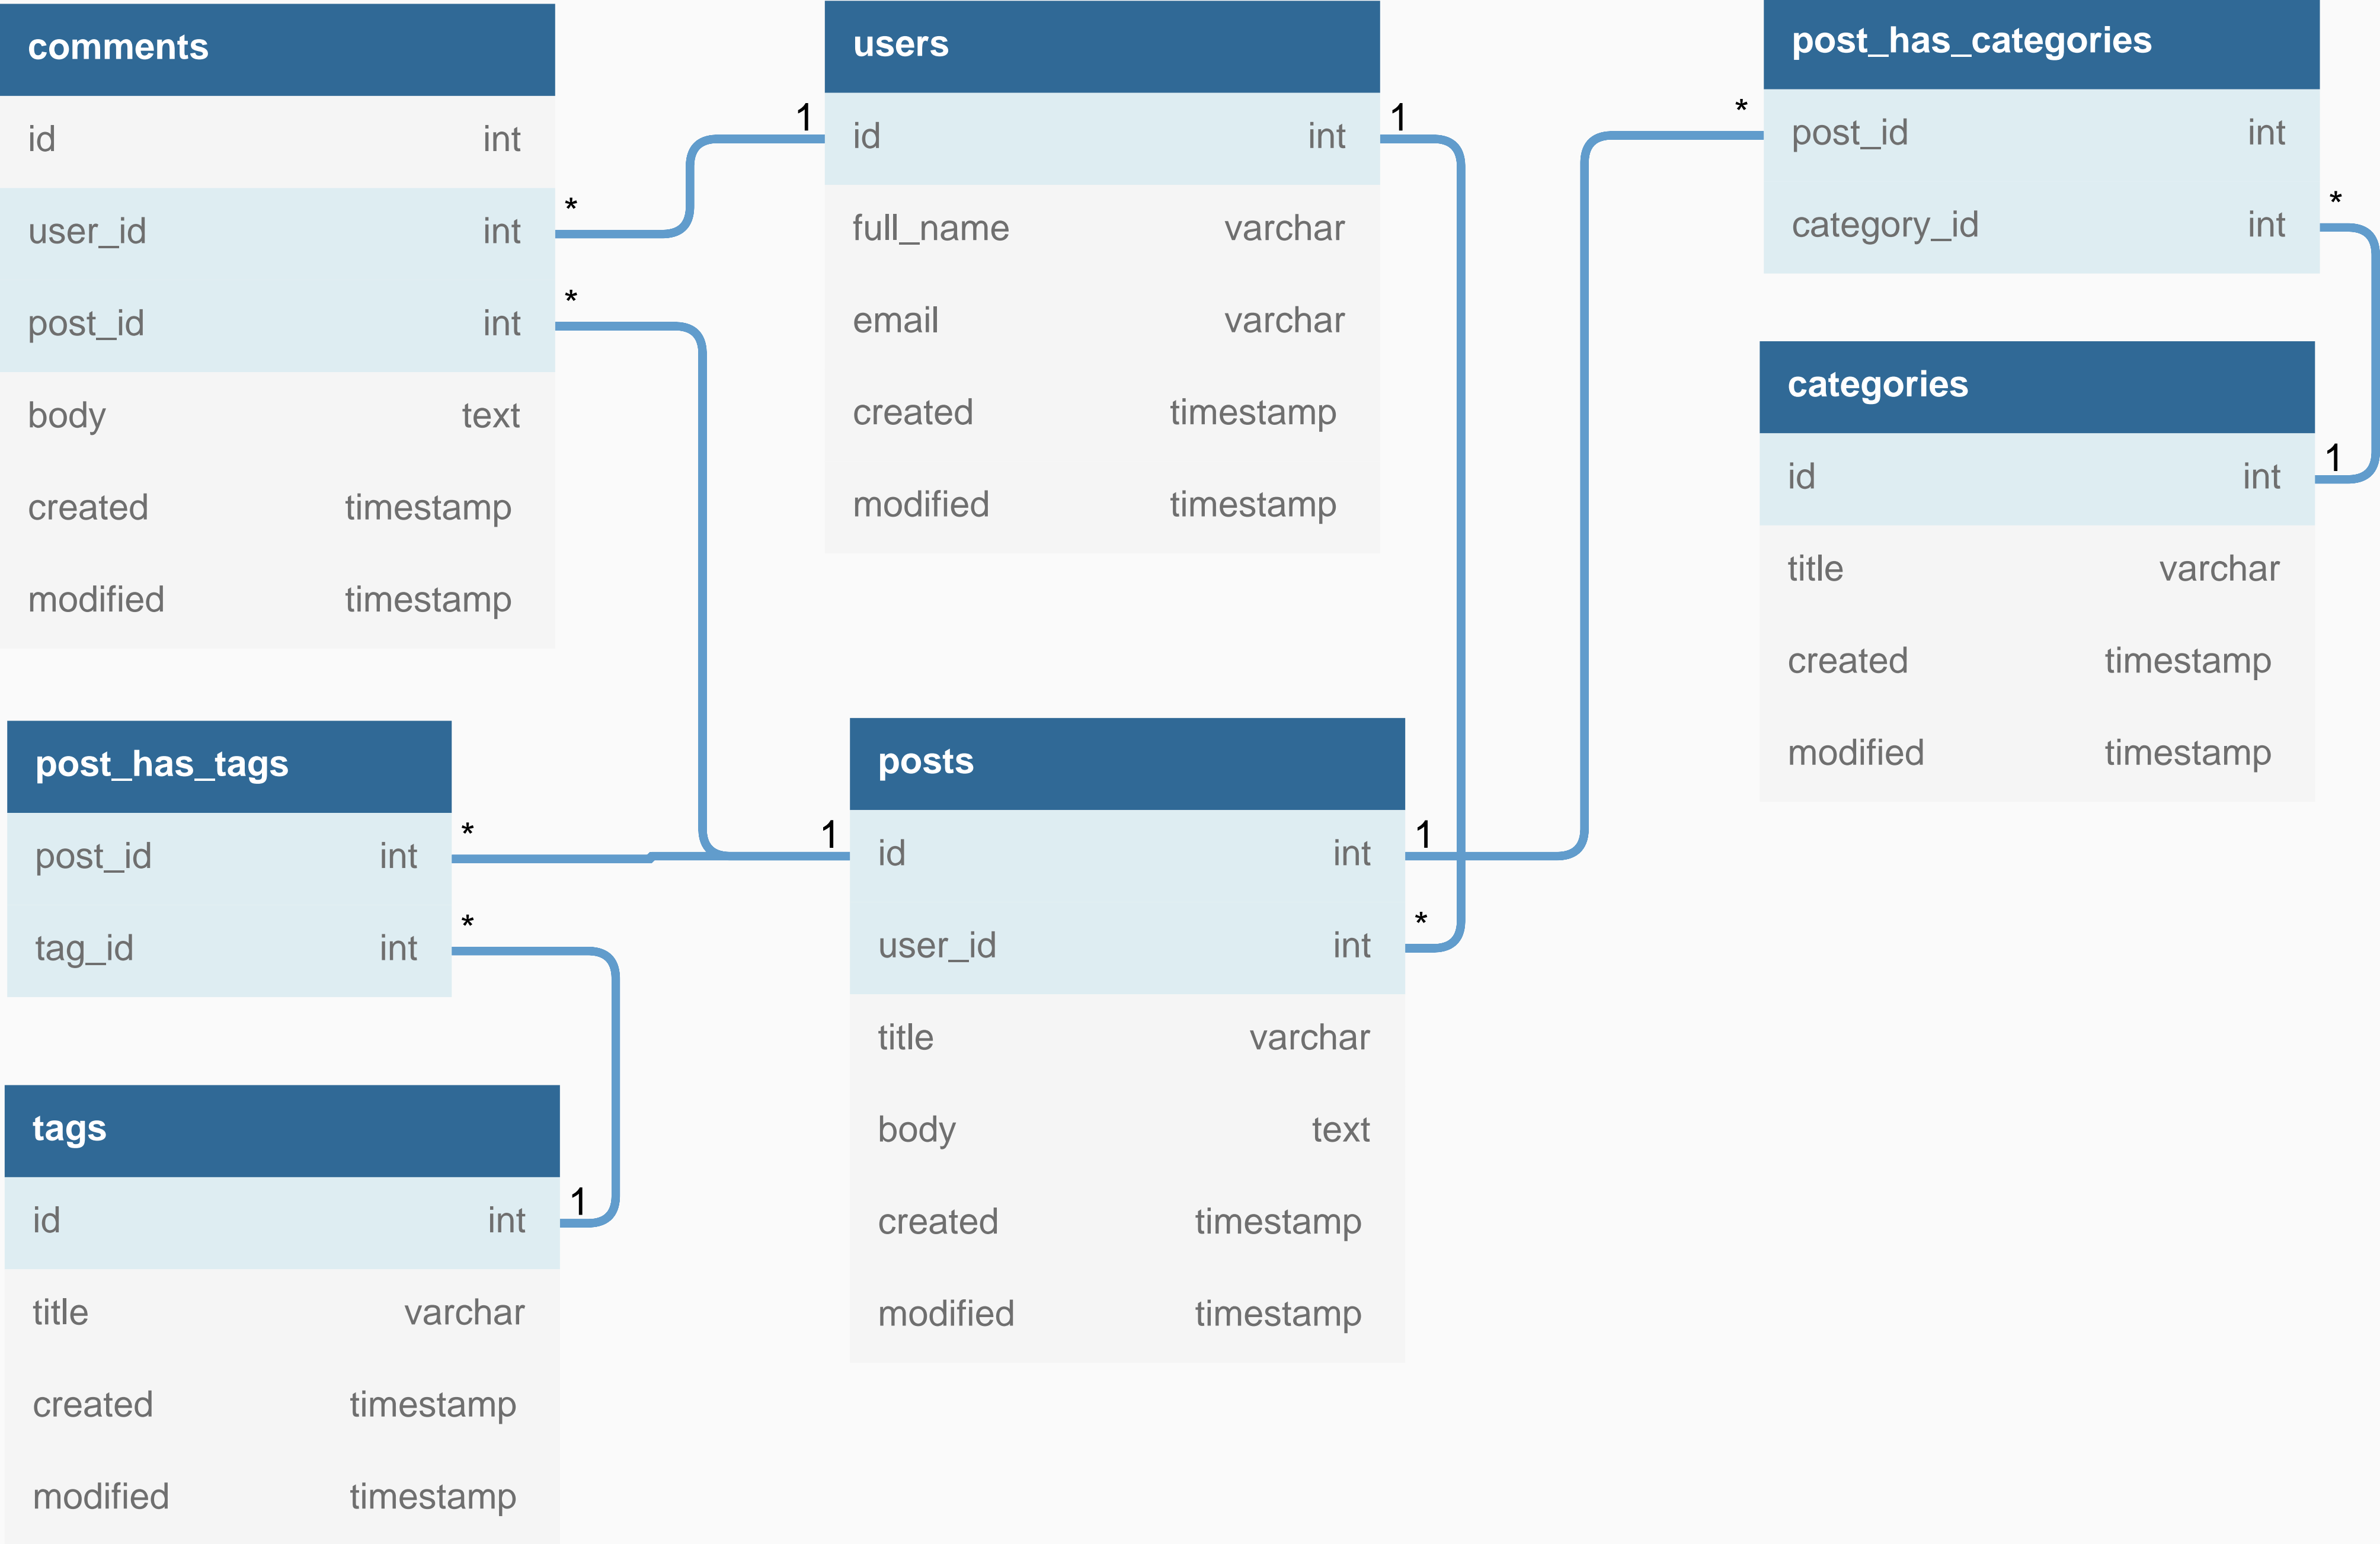 comments
id int
user_id int
*
post_id int
*
body text
created timestamp
modified timestamp
users
1
id int
1
full_name varchar
email varchar
created timestamp
modified timestamp
post_has_categories
*
post_id int
category_id int
*
categories
id int
1
title varchar
created timestamp
modified timestamp
post_has_tags
post_id int
*
tag_id int
*
tags
id int
1
title varchar
created timestamp
modified timestamp
posts
1
id int
1
user_id int
*
title varchar
body text
created timestamp
modified timestamp